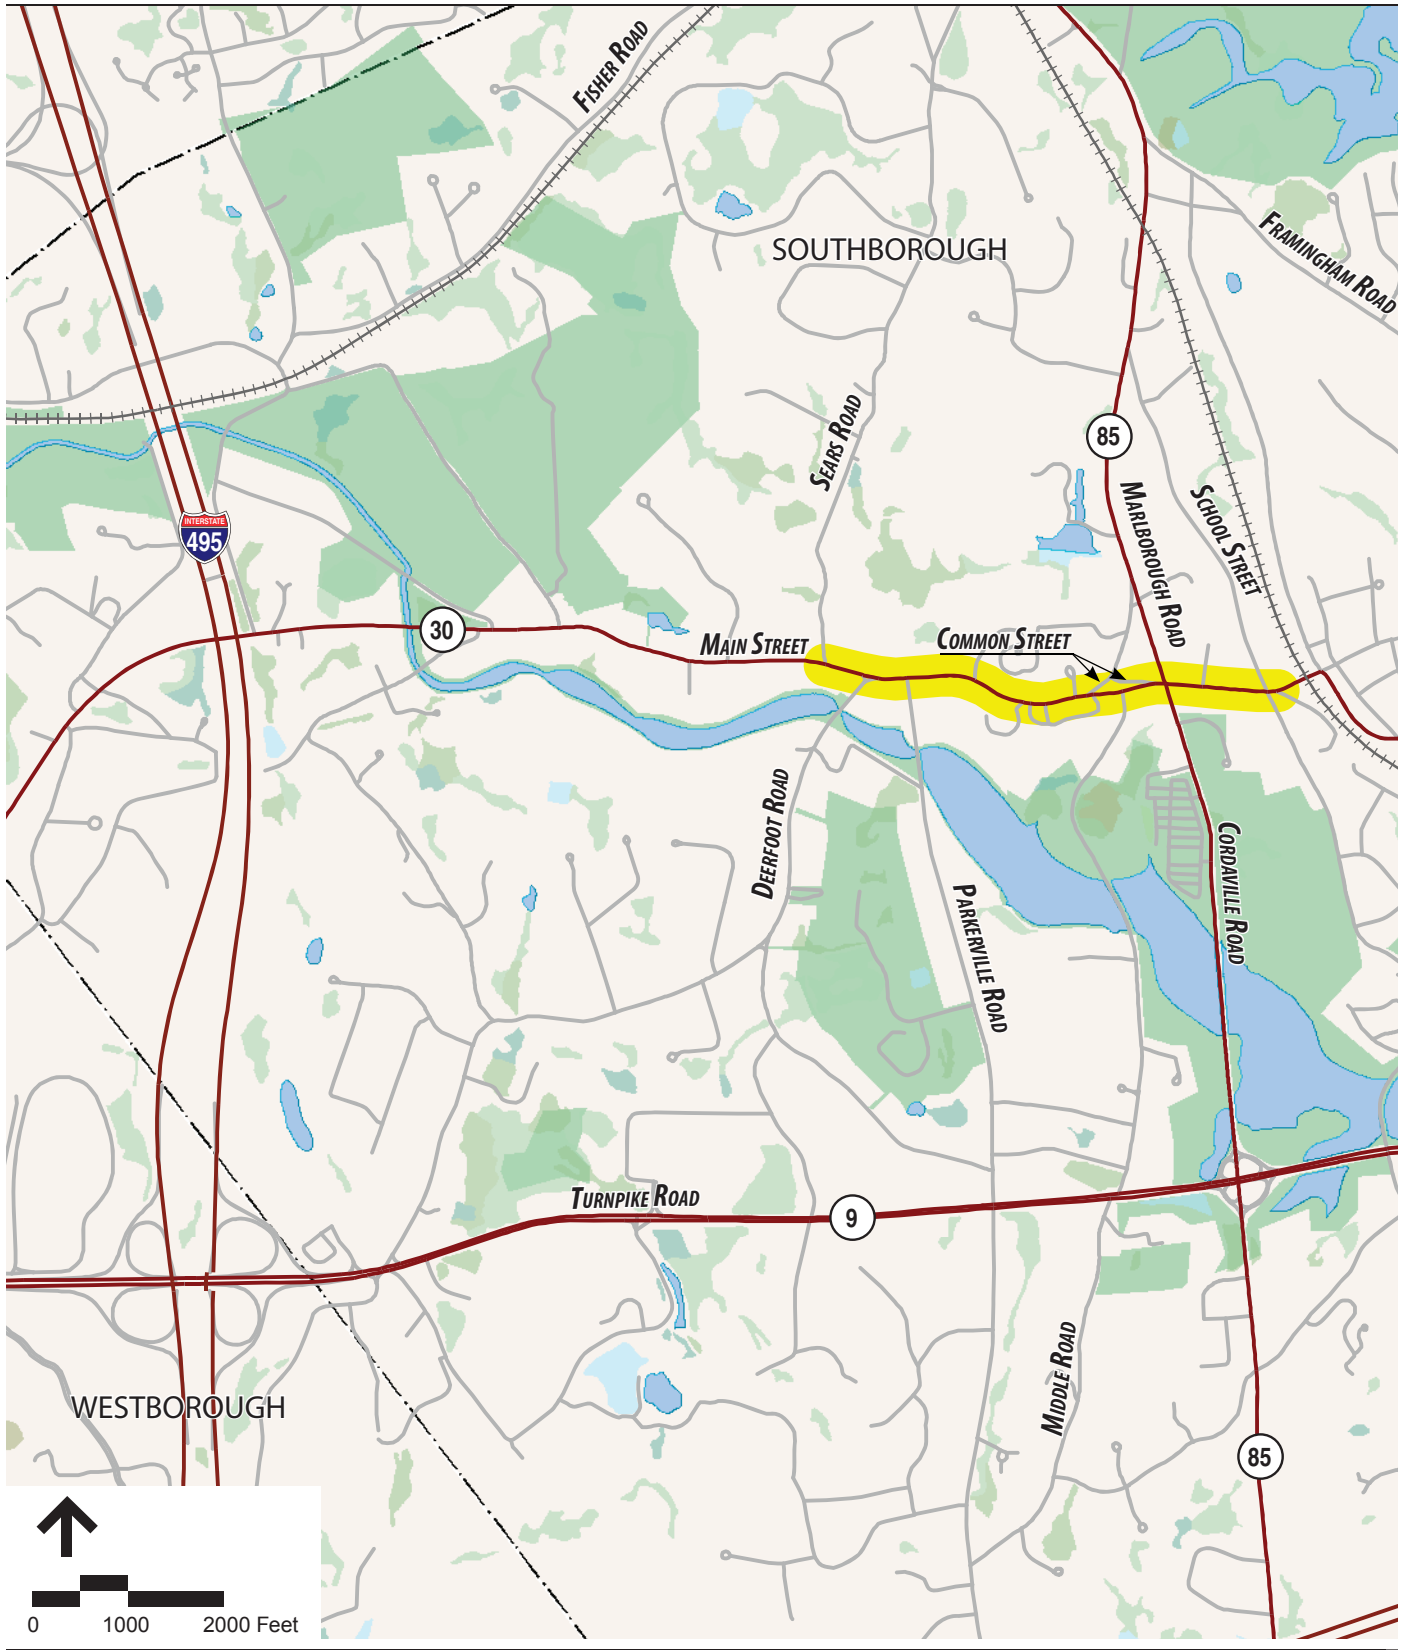 FISHER ROAD
SOUTHBOROUGH
FRAMINGHAM ROAD
SEARS ROAD
85
MARLBOROUGH ROAD
SCHOOL STREET
INTERSTATE
495
30
MAIN STREET
COMMON STREET
DEERFOOT ROAD
PARKERVILLE ROAD
CORDAVILLE ROAD
TURNPIKE ROAD
9
MIDDLE ROAD
WESTBOROUGH
85
0 1000 2000 Feet